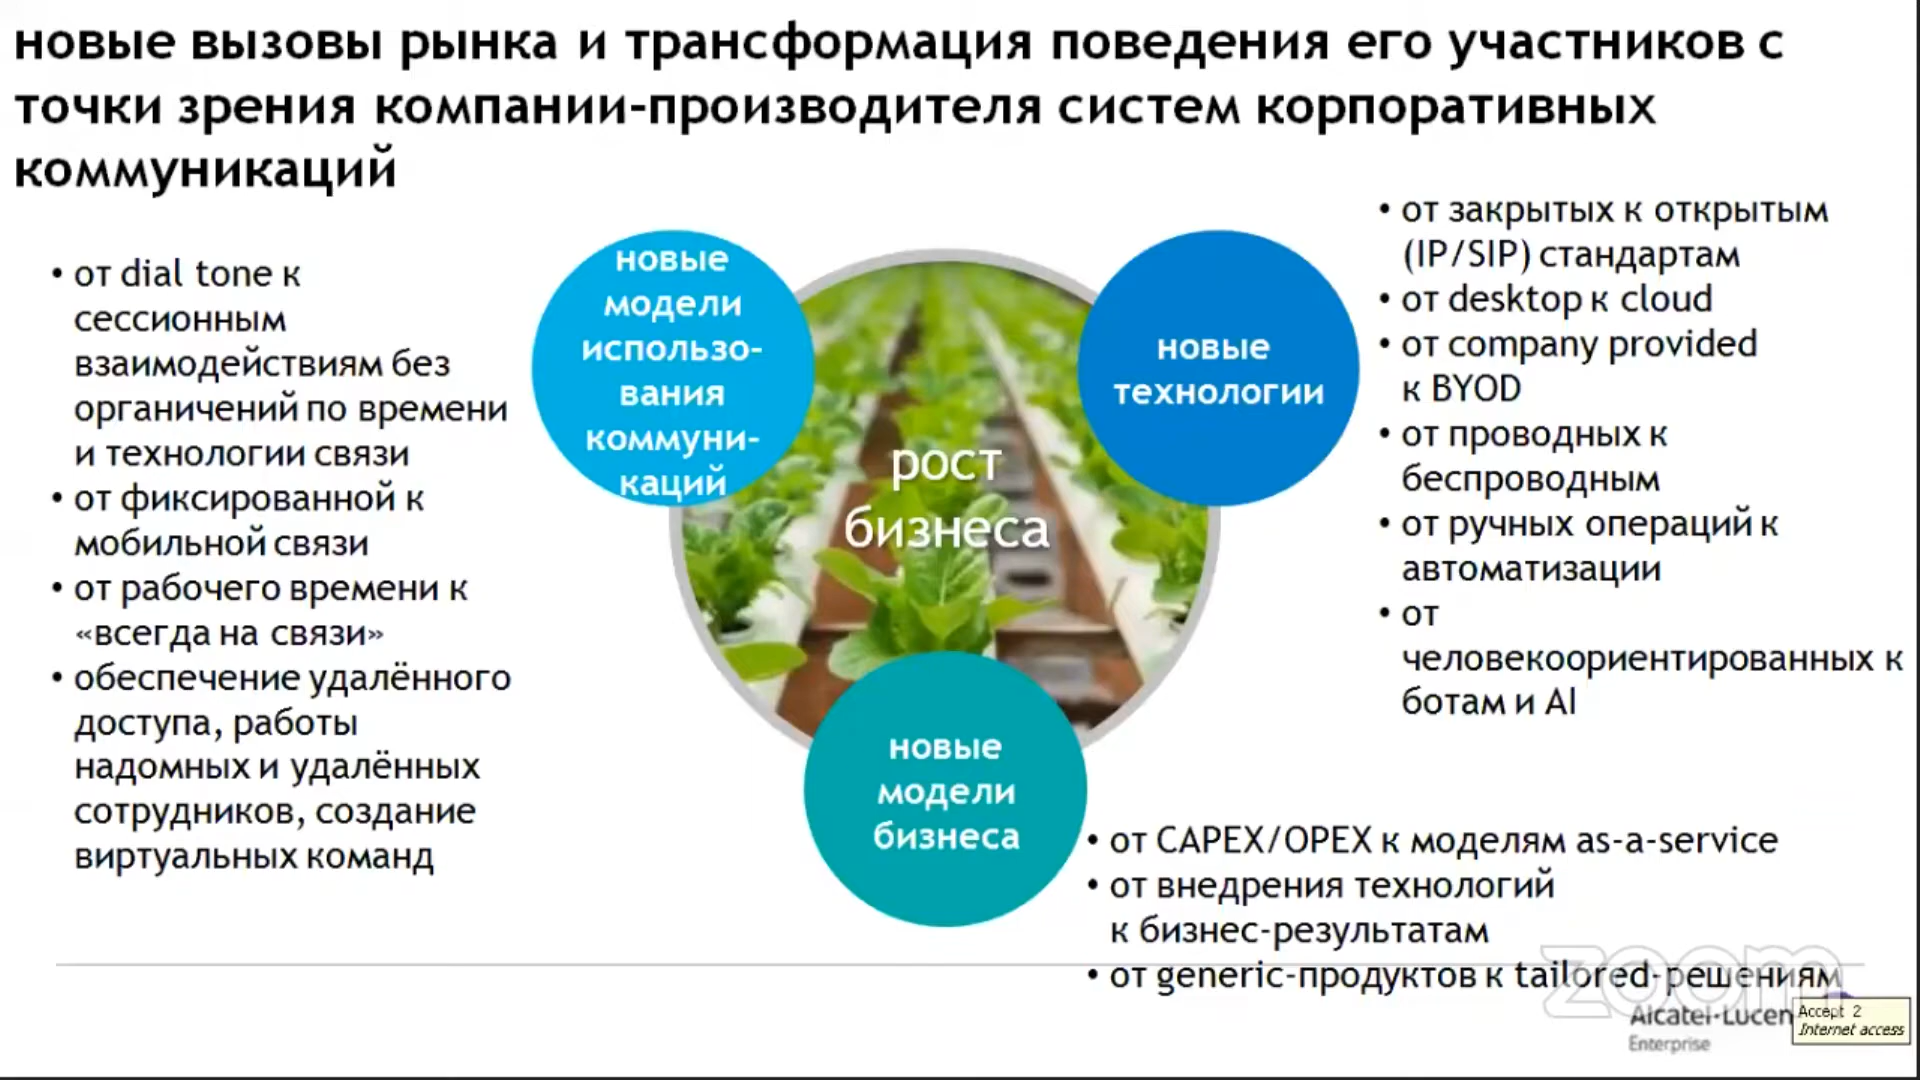 новые вызовы рынка и трансформация поведения его участников с
точки зрения компании-производителя систем корпоративных
коммуникаций
• от dial tone к
сессионным
взаимодействиям без
органичений по времени
и технологии связи
• от фиксированной к
мобильной связи
• от рабочего времени к
«всегда на связи»
• обеспечение удалённого
доступа, работы
надомных и удалённых
сотрудников, создание
виртуальных команд
новые
модели
использо-
вания
коммуни-
каций
рост
бизнеса
новые
технологии
новые
модели
бизнеса
• от закрытых к открытым
(IP/SIP) стандартам
• от desktop к cloud
• от company provided
к BYOD
• от проводных к
беспроводным
• от ручных операций к
автоматизации
• от
человекоориентированных к
ботам и AI
• от CAPEX/OPEX к моделям as-a-service
• от внедрения технологий
к бизнес-результатам
• от generic-продуктов к tailored-решениям
zoom
Alcatel·Lucen
Enterprise
Accept 2
Internet access